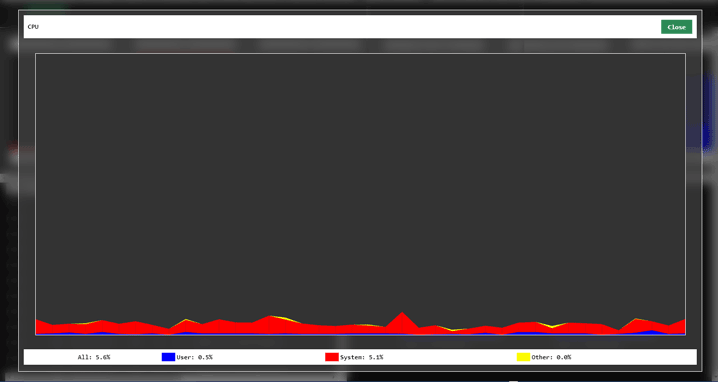 CPU
Close
All: 5.6%
User: 0.5%
System: 5.1%
Other: 0.0%